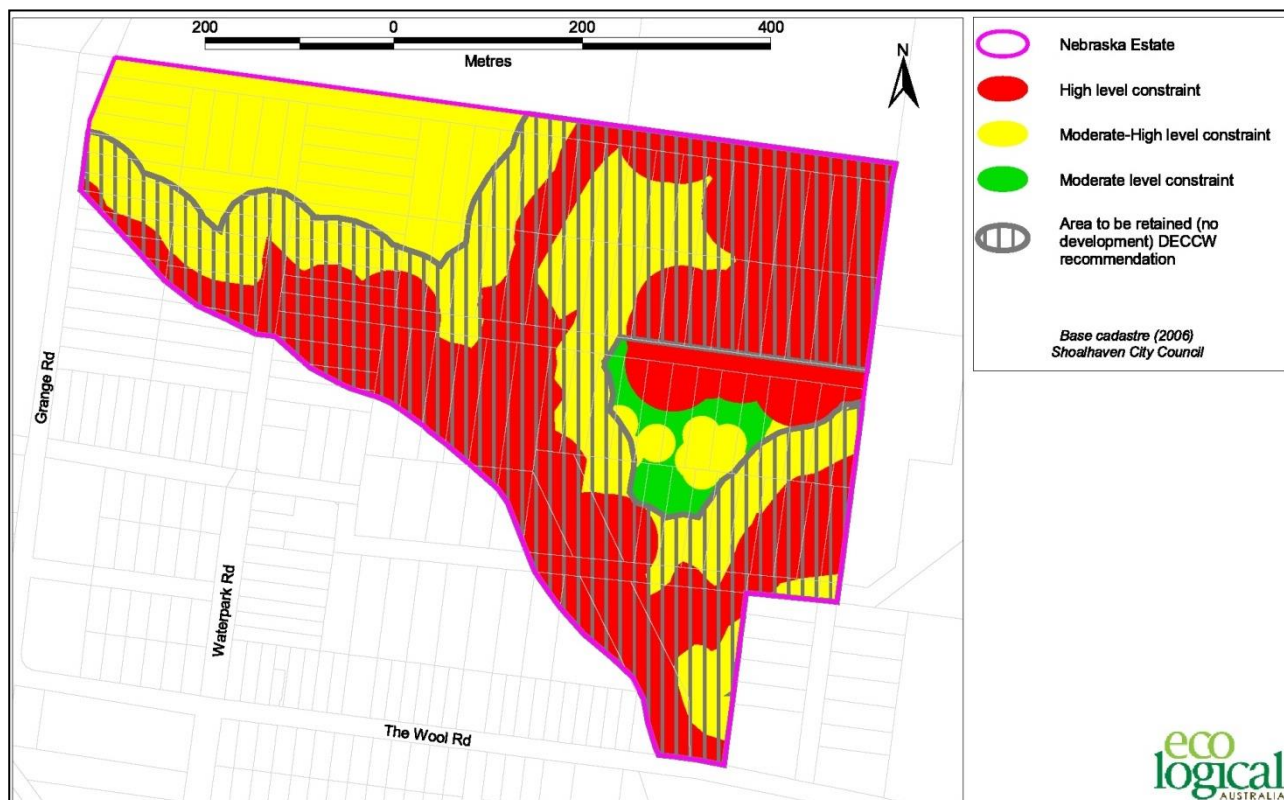 200 0 200 400
Metres
N
Grange Rd
Waterpark Rd
The Wool Rd
Nebraska Estate
High level constraint
Moderate-High level constraint
Moderate level constraint
Area to be retained (no
development) DECCW
recommendation
Base cadastre (2006)
Shoalhaven City Council
eco
logical
AUSTRALIA